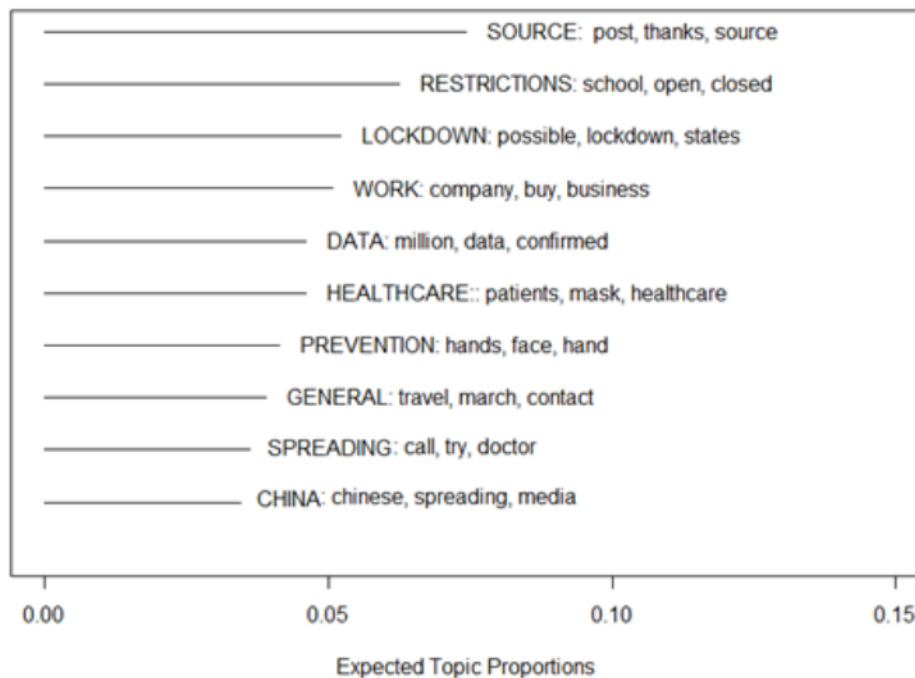 SOURCE: post, thanks, source
RESTRICTIONS: school, open, closed
LOCKDOWN: possible, lockdown, states
WORK: company, buy, business
DATA: million, data, confirmed
HEALTHCARE:: patients, mask, healthcare
PREVENTION: hands, face, hand
GENERAL: travel, march, contact
SPREADING: call, try, doctor
CHINA: chinese, spreading, media
0.00 0.05 0.10 0.15
Expected Topic Proportions